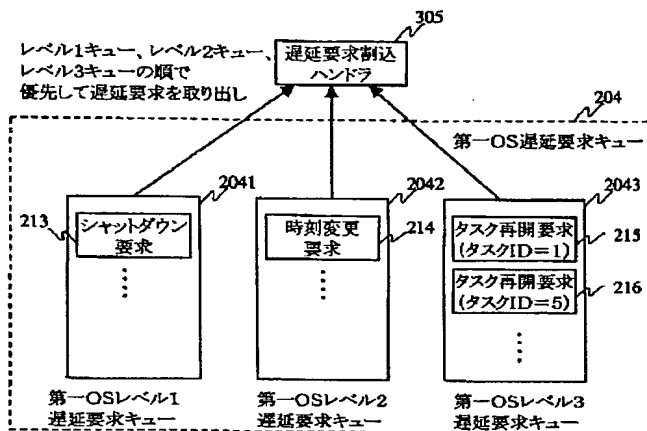 305
レベル1キュー、レベル2キュー、
レベル3キューの順で
優先して遅延要求を取り出し
遅延要求割込
ハンドラ
204
第一OS遅延要求キュー
2041
2042
2043
213
シャットダウン
要求
時刻変更
要求
214
タスク再開要求
(タスクID=1)
215
タスク再開要求
(タスクID=5)
216
第一OSレベル1
遅延要求キュー
第一OSレベル2
遅延要求キュー
第一OSレベル3
遅延要求キュー